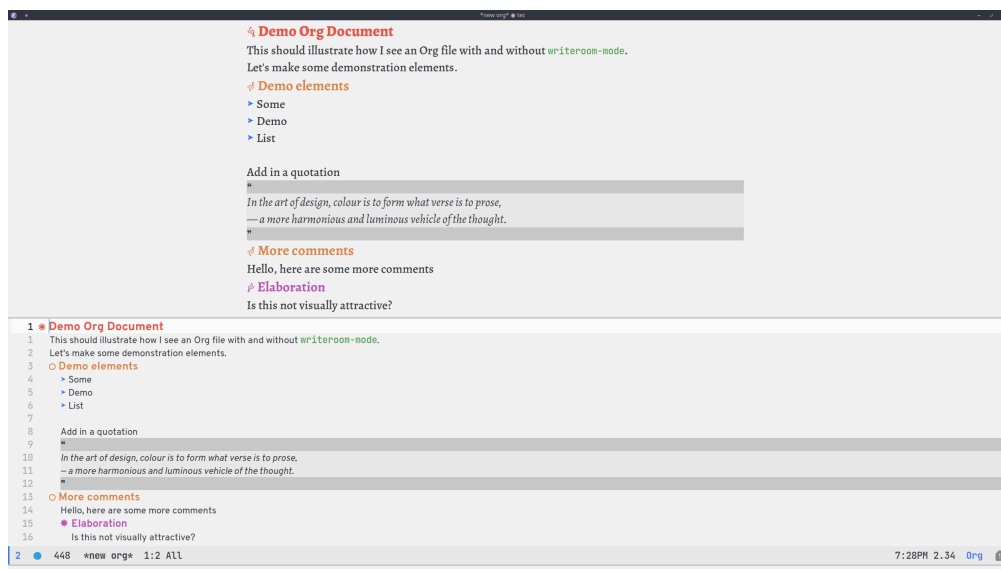 *new org* ◉ tec
Demo Org Document
This should illustrate how I see an Org file with and without writeroom-mode.
Let's make some demonstration elements.
Demo elements
➤ Some
➤ Demo
➤ List
Add in a quotation
❝
In the art of design, colour is to form what verse is to prose,
— a more harmonious and luminous vehicle of the thought.
❞
More comments
Hello, here are some more comments
Elaboration
Is this not visually attractive?
1 ◉ Demo Org Document
1 This should illustrate how I see an Org file with and without writeroom-mode.
2 Let's make some demonstration elements.
3 ○ Demo elements
4 ➤ Some
5 ➤ Demo
6 ➤ List
7
8 Add in a quotation
9 ❝
10 In the art of design, colour is to form what verse is to prose,
11 — a more harmonious and luminous vehicle of the thought.
12 ❞
13 ○ More comments
14 Hello, here are some more comments
15 ✸ Elaboration
16 Is this not visually attractive?
2 448 *new org* 1:2 All 7:28PM 2.34 Org